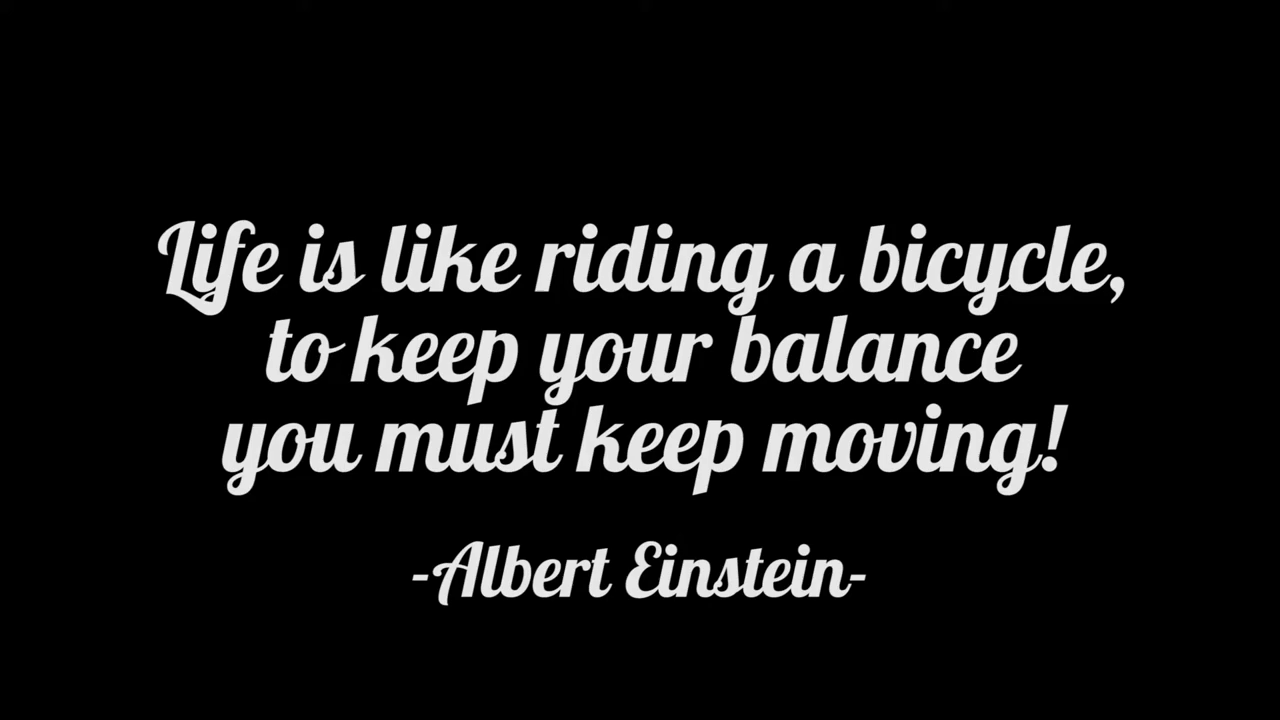 Life is like riding a bicycle,
to keep your balance
you must keep moving!
-Albert Einstein-